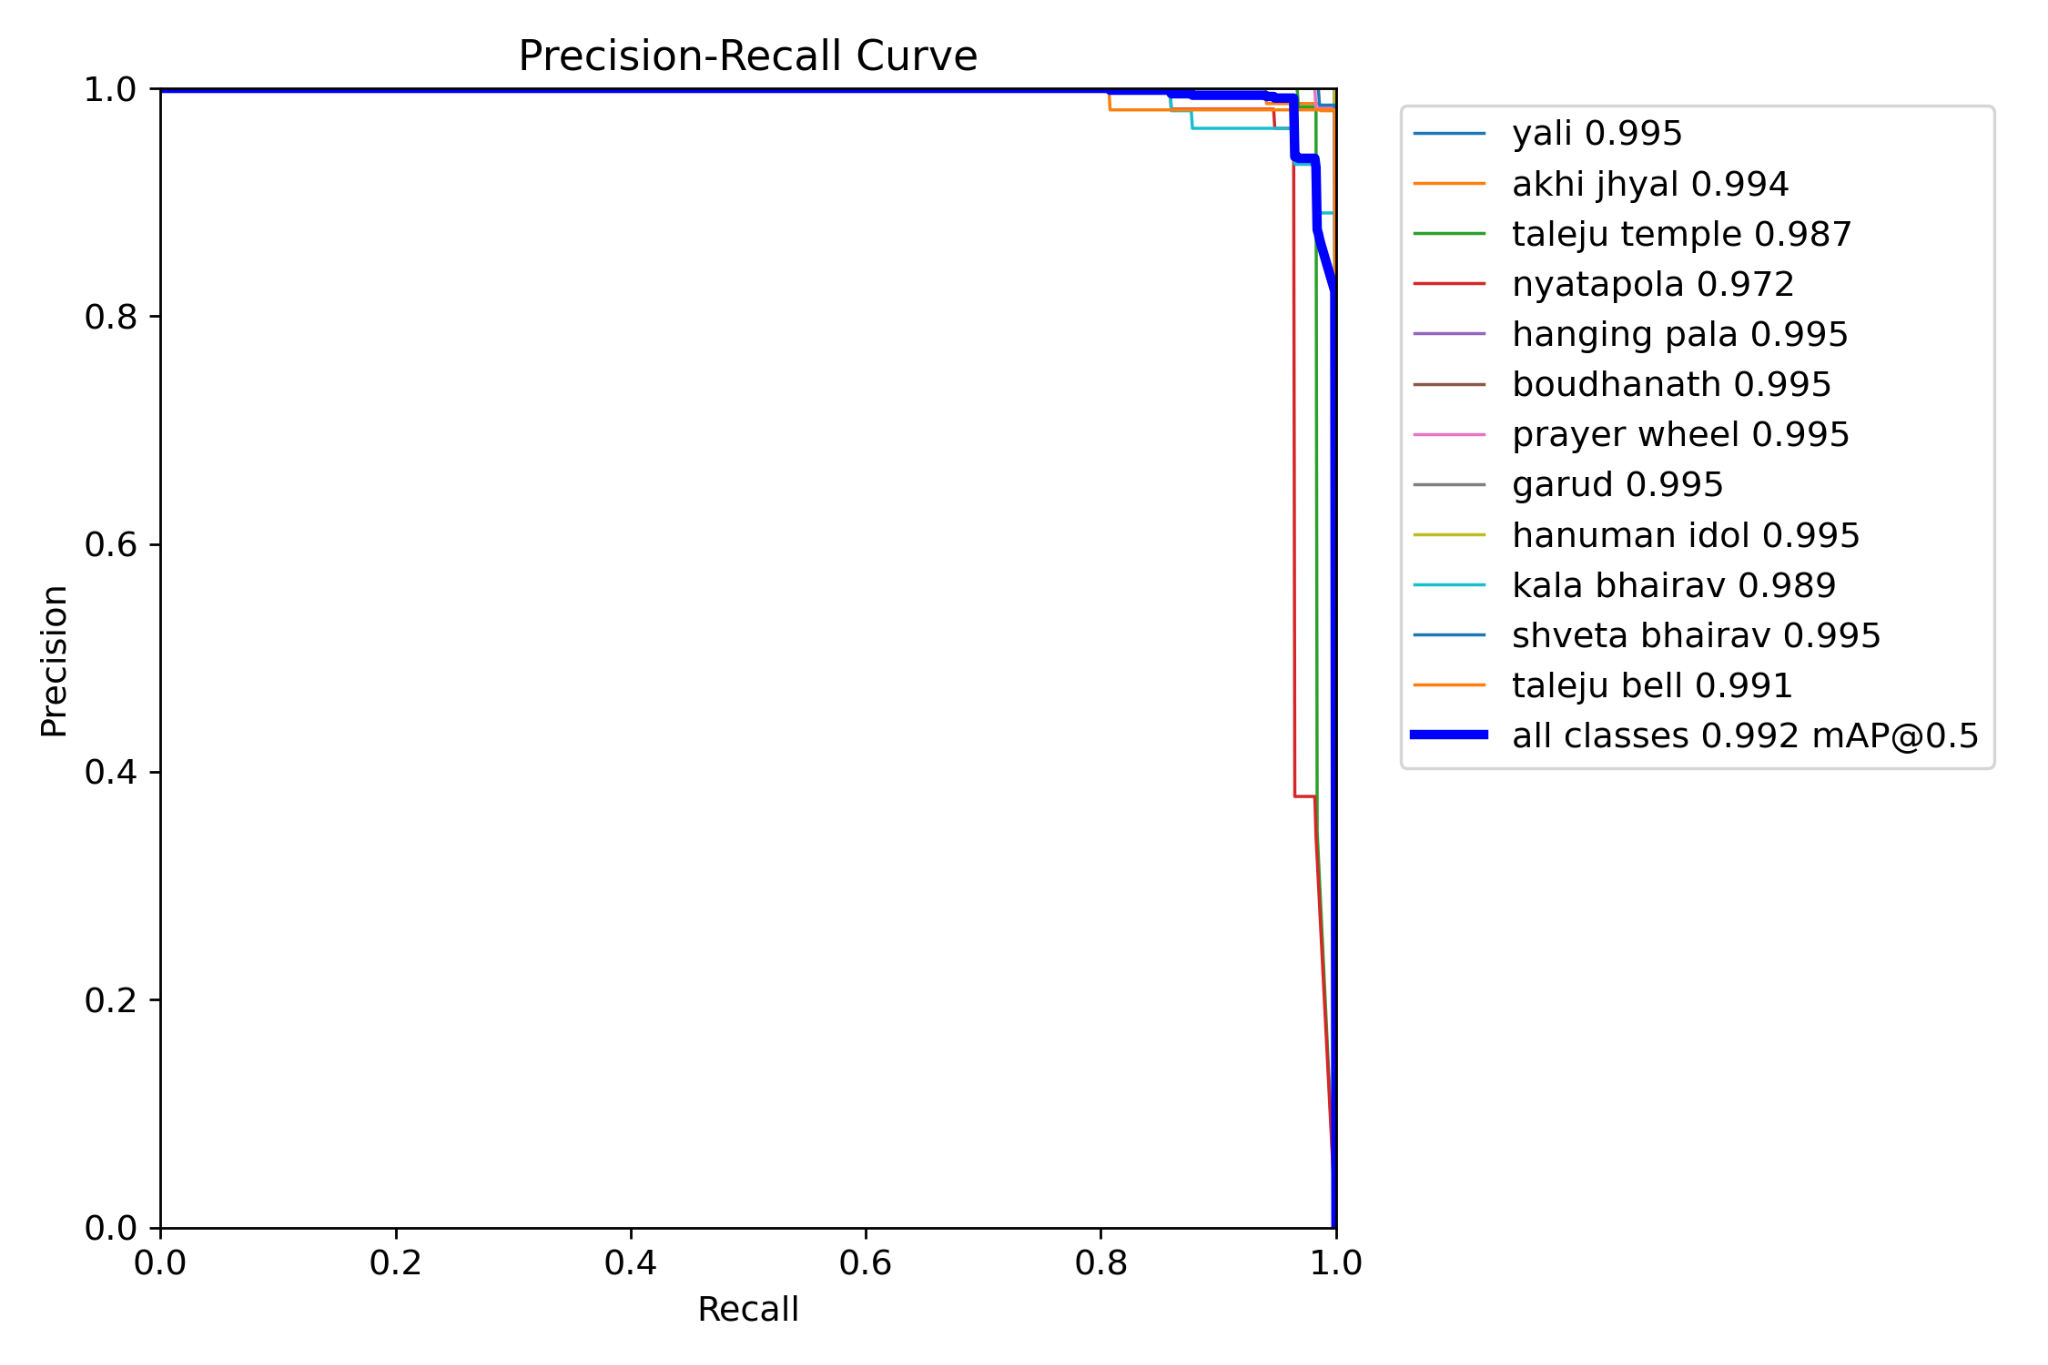 Precision-Recall Curve
1.0
0.8
0.6
0.4
0.2
0.0
Precision
0.0 0.2 0.4 0.6 0.8 1.0
Recall
yali 0.995
akhi jhyal 0.994
taleju temple 0.987
nyatapola 0.972
hanging pala 0.995
boudhanath 0.995
prayer wheel 0.995
garud 0.995
hanuman idol 0.995
kala bhairav 0.989
shveta bhairav 0.995
taleju bell 0.991
all classes 0.992 mAP@0.5